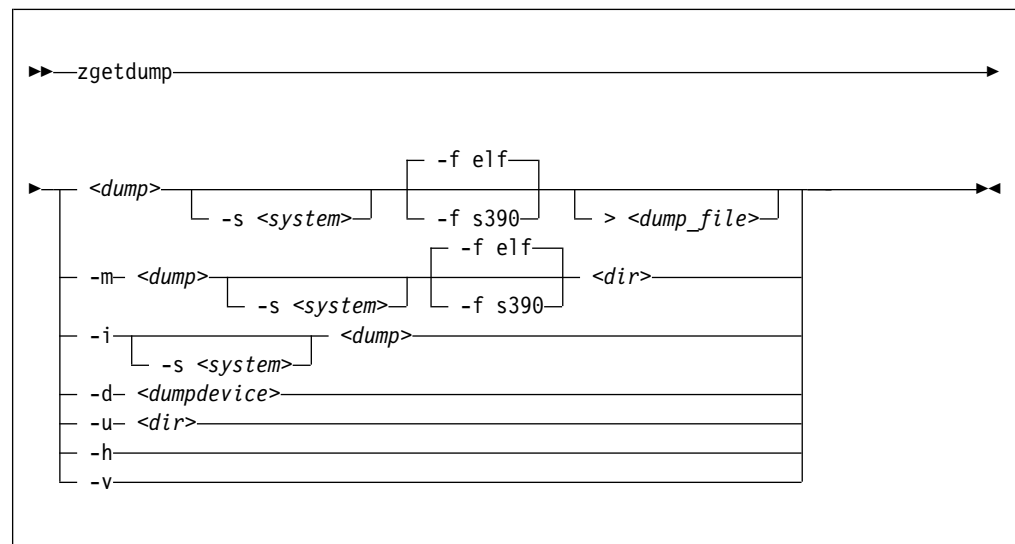 zgetdump
-f elf
<dump>
-s <system> -f s390 > <dump_file>
-f elf
-m <dump> <dir>
-s <system> -f s390
-i <dump>
-s <system>
-d <dumpdevice>
-u <dir>
-h
-v